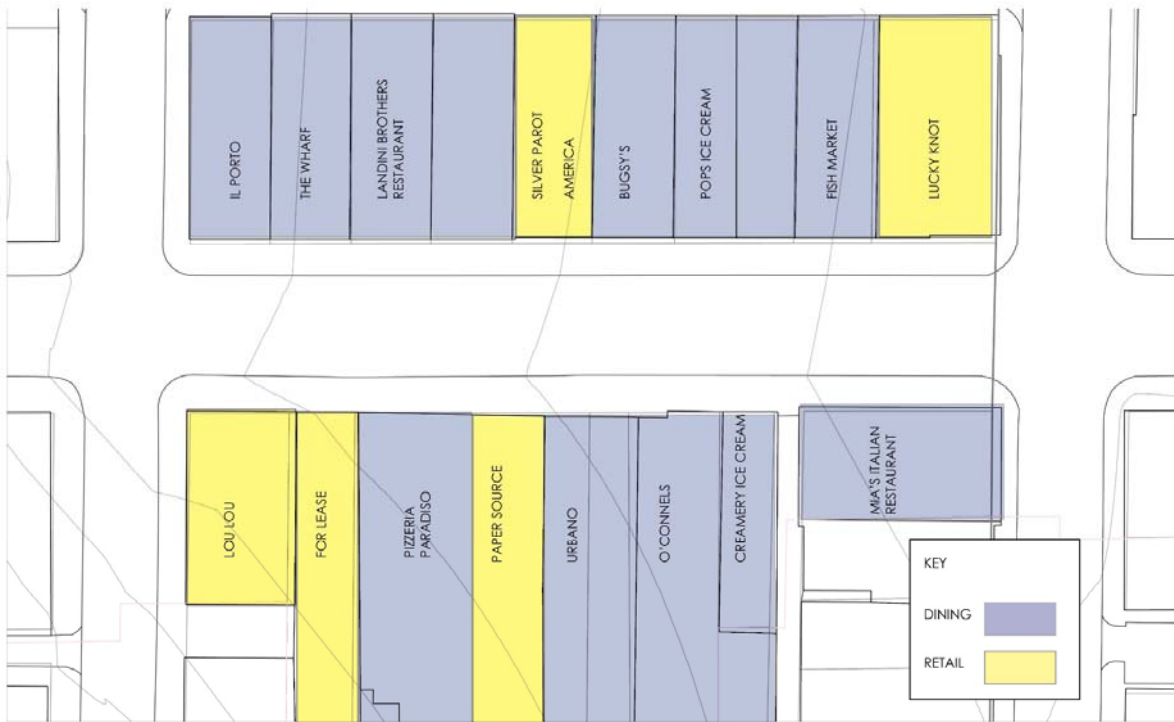 IL PORTO
THE WHARF
LANDINI BROTHERS
RESTAURANT
SILVER PAROT
AMERICA
BUGSY'S
POPS ICE CREAM
FISH MARKET
LUCKY KNOT
LOU LOU
FOR LEASE
PIZZERIA
PARADISO
PAPER SOURCE
URBANO
O'CONNELS
CREAMERY ICE CREAM
MIA'S ITALIAN
RESTAURANT
KEY
DINING
RETAIL